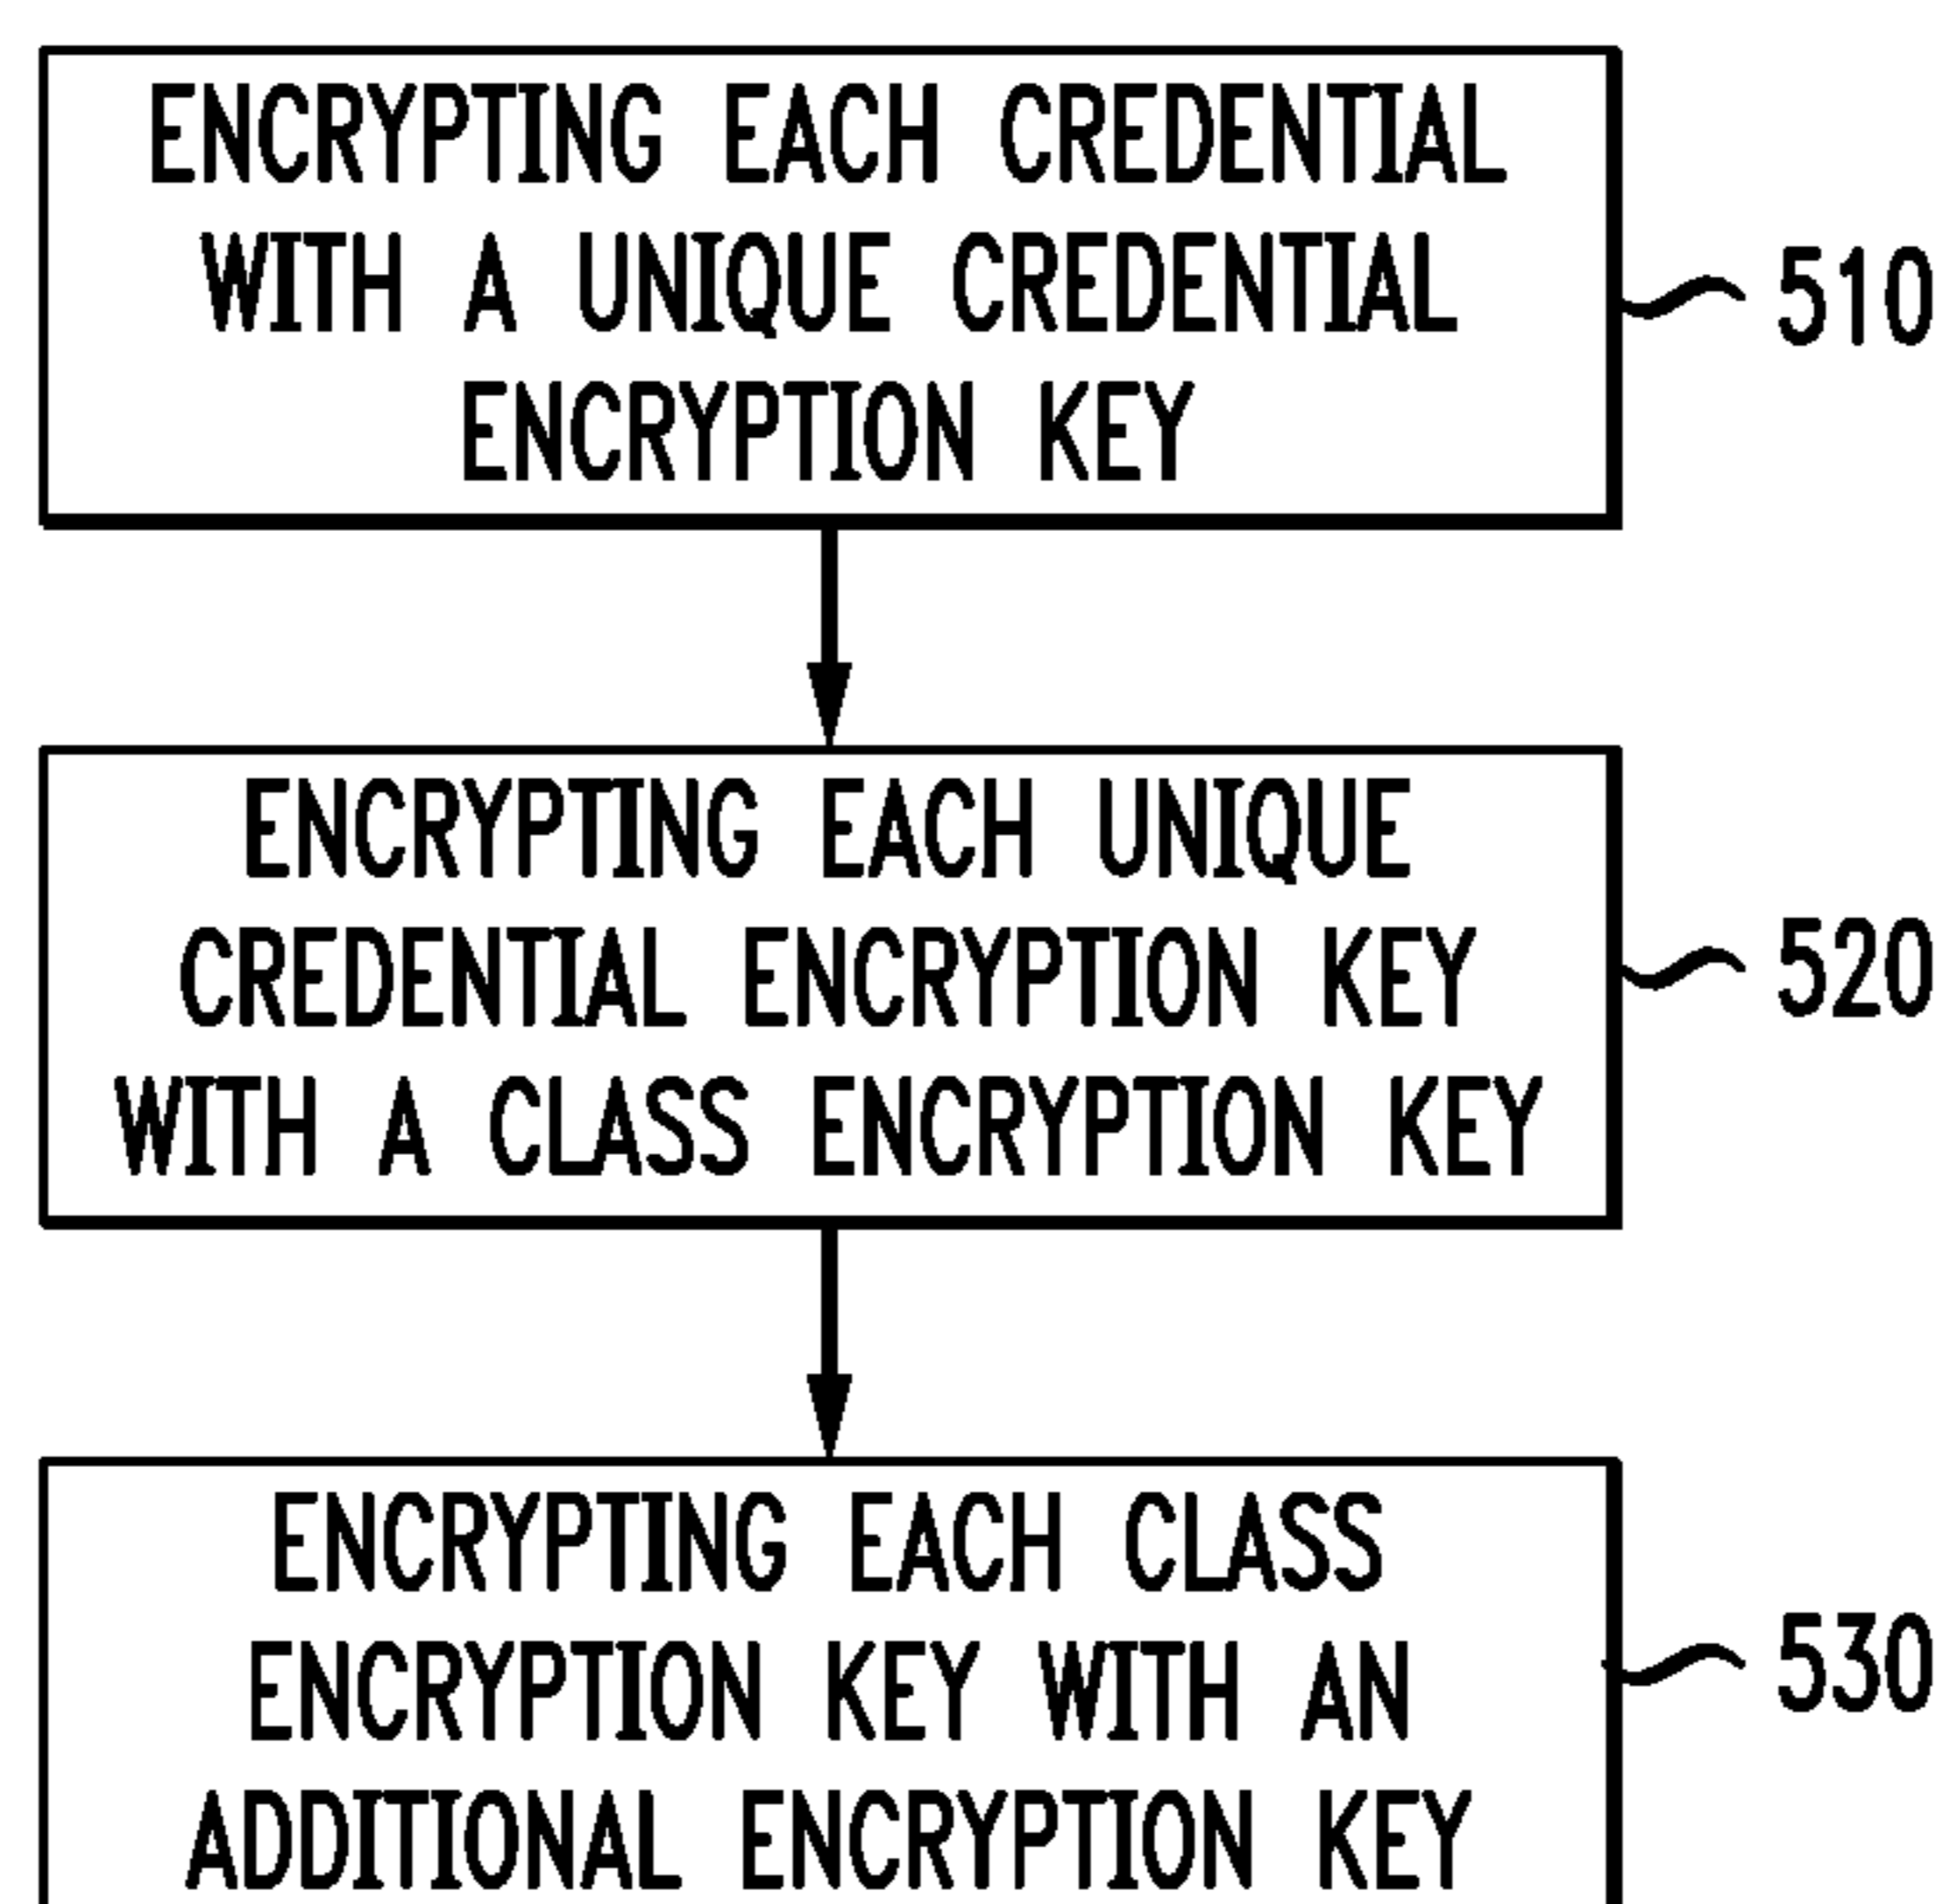 ENCRYPTING EACH CREDENTIAL
WITH A UNIQUE CREDENTIAL
ENCRYPTION KEY
510
ENCRYPTING EACH UNIQUE
CREDENTIAL ENCRYPTION KEY
WITH A CLASS ENCRYPTION KEY
520
ENCRYPTING EACH CLASS
ENCRYPTION KEY WITH AN
ADDITIONAL ENCRYPTION KEY
530